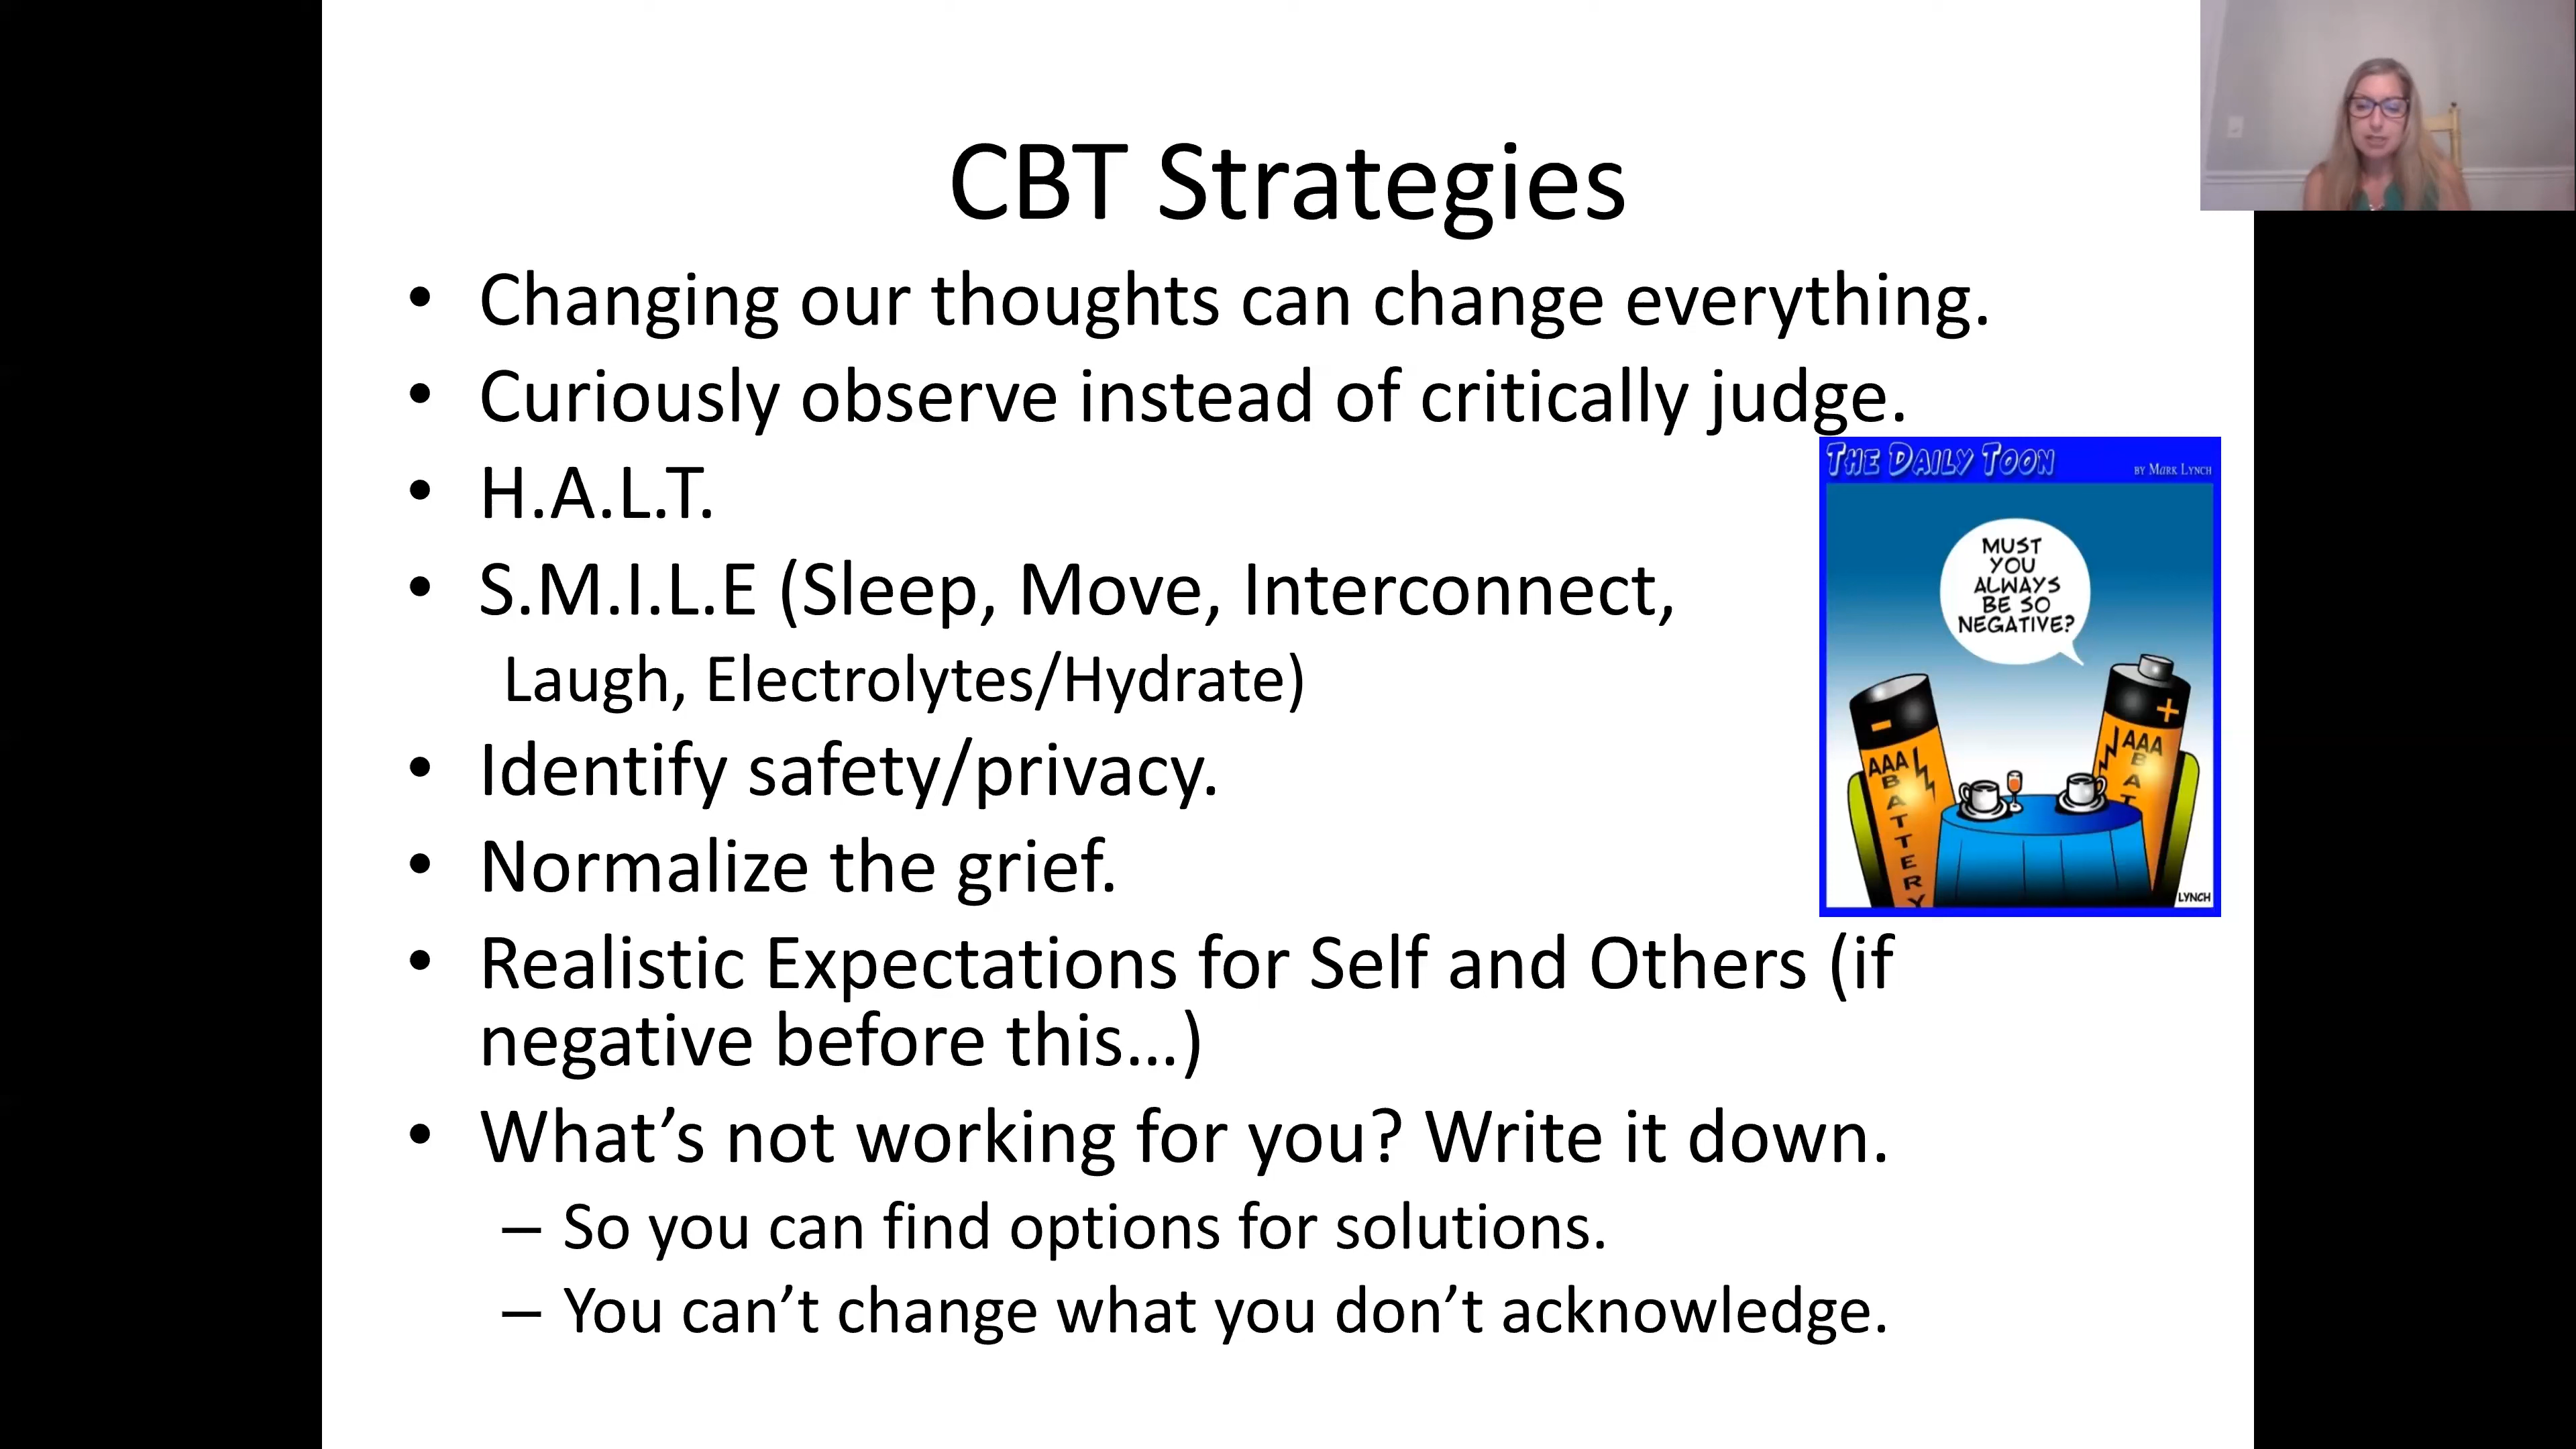 CBT Strategies
• Changing our thoughts can change everything.
• Curiously observe instead of critically judge.
• H.A.L.T.
• S.M.I.L.E (Sleep, Move, Interconnect,
Laugh, Electrolytes/Hydrate)
• Identify safety/privacy.
• Normalize the grief.
• Realistic Expectations for Self and Others (if
negative before this…)
• What’s not working for you? Write it down.
– So you can find options for solutions.
– You can’t change what you don’t acknowledge.
THE DAILY TOON
BY MARK LYNCH
MUST
YOU
ALWAYS
BE SO
NEGATIVE?
-
AAA
BATTERY
+
AAA
BAT
LYNCH